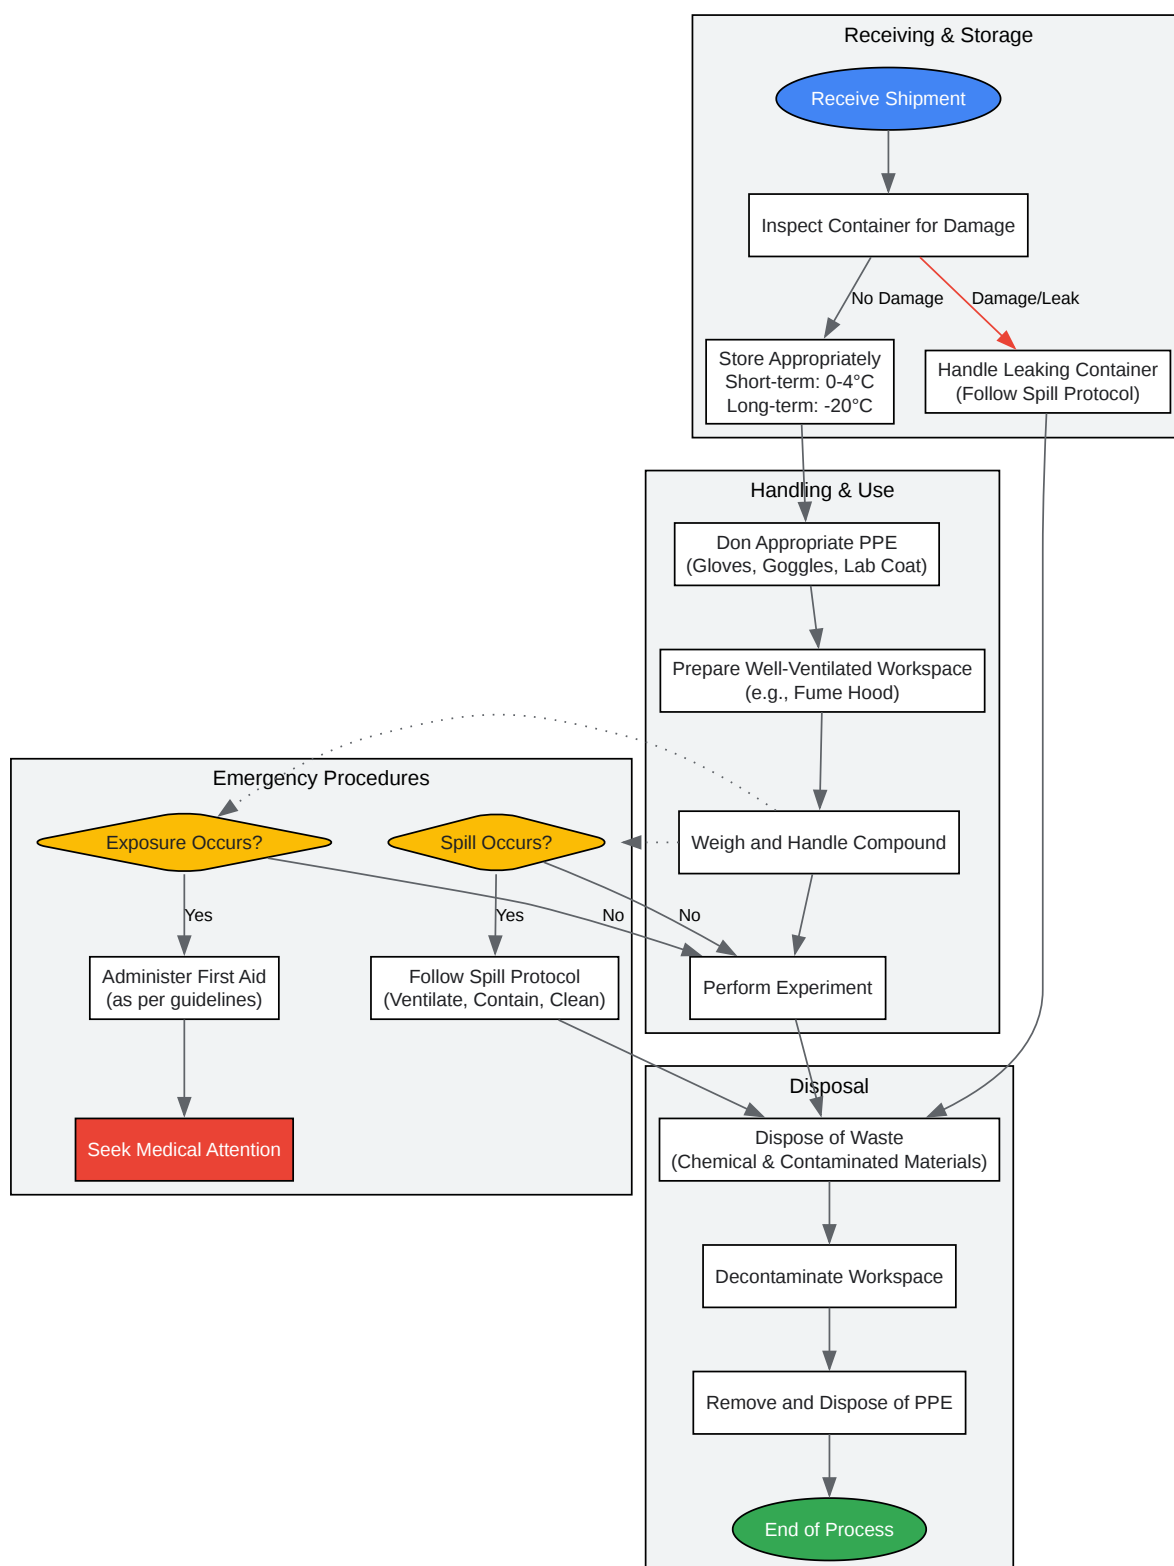 Receiving & Storage
Receive Shipment
Inspect Container for Damage
No Damage
Damage/Leak
Store Appropriately
Short-term: 0-4°C
Long-term: -20°C
Handle Leaking Container
(Follow Spill Protocol)
Handling & Use
Don Appropriate PPE
(Gloves, Goggles, Lab Coat)
Prepare Well-Ventilated Workspace
(e.g., Fume Hood)
Emergency Procedures
Exposure Occurs?
Spill Occurs?
Weigh and Handle Compound
Yes
Yes
No
No
Administer First Aid
(as per guidelines)
Follow Spill Protocol
(Ventilate, Contain, Clean)
Perform Experiment
Disposal
Seek Medical Attention
Dispose of Waste
(Chemical & Contaminated Materials)
Decontaminate Workspace
Remove and Dispose of PPE
End of Process